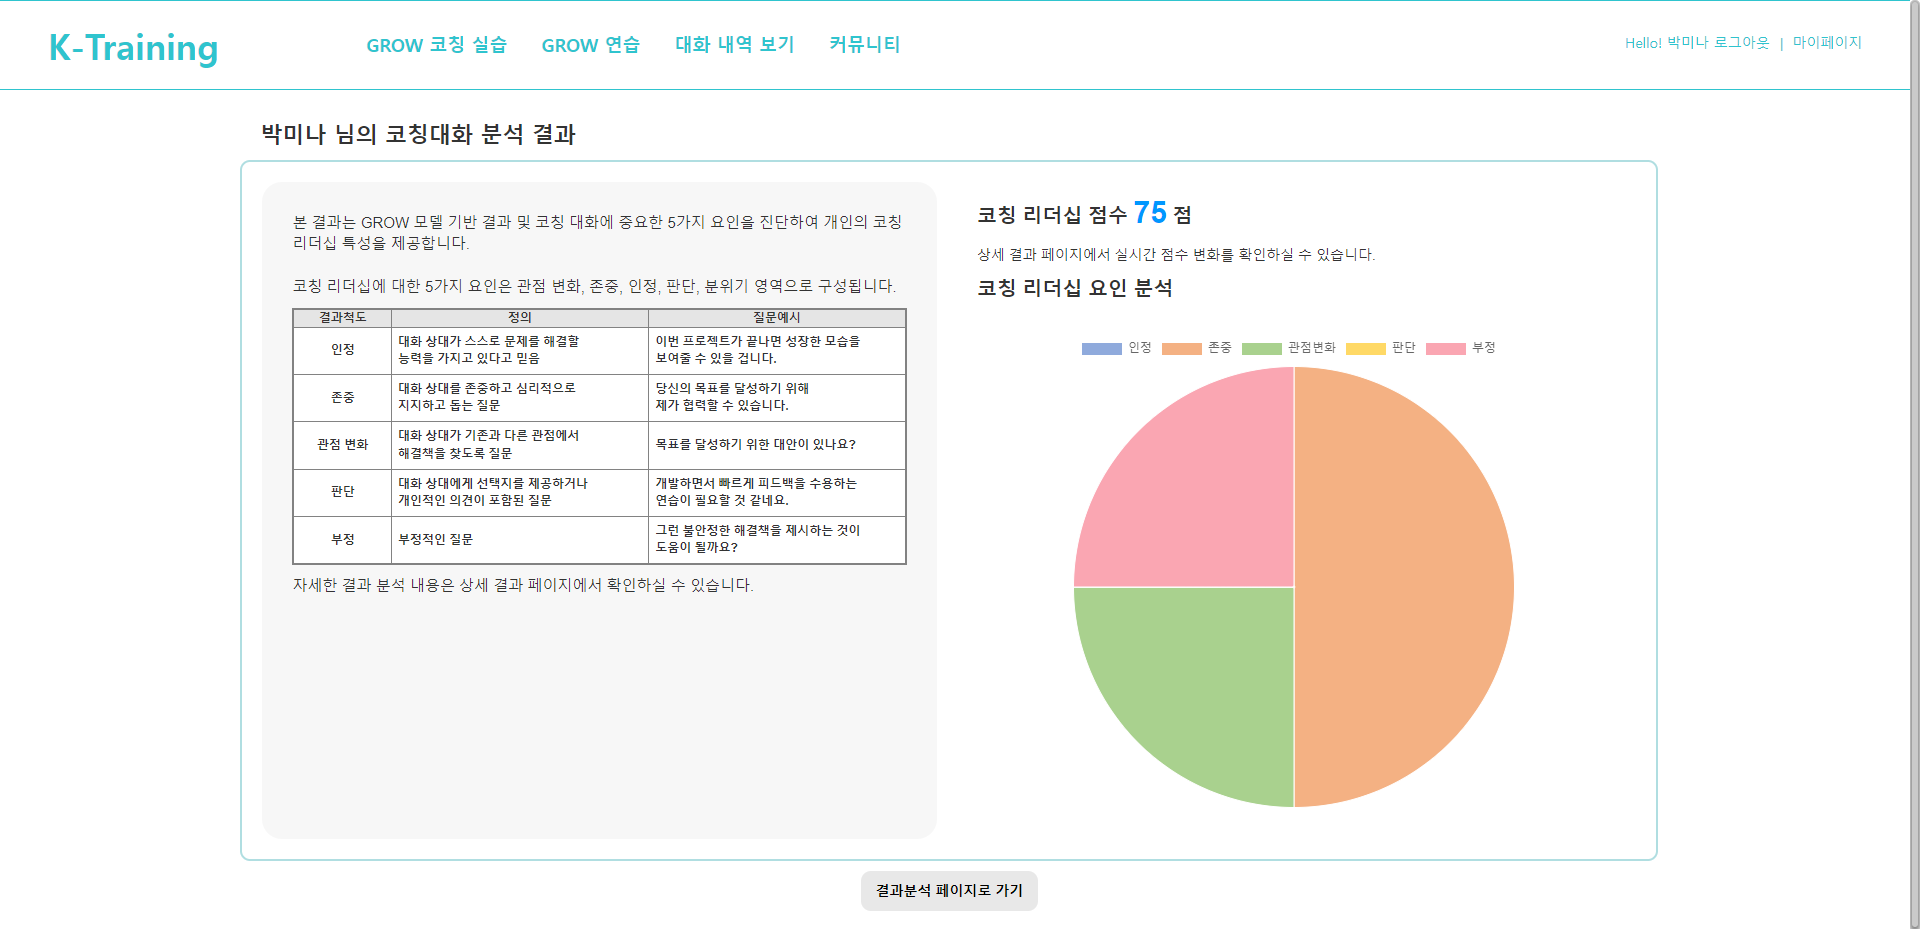 K-Training
GROW 코칭 실습 GROW 연습 대화 내역 보기 커뮤니티
Hello! 박미나 로그아웃 | 마이페이지
박미나 님의 코칭대화 분석 결과
본 결과는 GROW 모델 기반 결과 및 코칭 대화에 중요한 5가지 요인을 진단하여 개인의 코칭
리더십 특성을 제공합니다.
코칭 리더십에 대한 5가지 요인은 관점 변화, 존중, 인정, 판단, 분위기 영역으로 구성됩니다.
결과척도 정의 질문예시
인정
대화 상대가 스스로 문제를 해결할
능력을 가지고 있다고 믿음
이번 프로젝트가 끝나면 성장한 모습을
보여줄 수 있을 겁니다.
존중
대화 상대를 존중하고 심리적으로
지지하고 돕는 질문
당신의 목표를 달성하기 위해
제가 협력할 수 있습니다.
관점 변화
대화 상대가 기존과 다른 관점에서
해결책을 찾도록 질문
목표를 달성하기 위한 대안이 있나요?
판단
대화 상대에게 선택지를 제공하거나
개인적인 의견이 포함된 질문
개발하면서 빠르게 피드백을 수용하는
연습이 필요할 것 같네요.
부정
부정적인 질문
그런 불안정한 해결책을 제시하는 것이
도움이 될까요?
자세한 결과 분석 내용은 상세 결과 페이지에서 확인하실 수 있습니다.
코칭 리더십 점수 75 점
상세 결과 페이지에서 실시간 점수 변화를 확인하실 수 있습니다.
코칭 리더십 요인 분석
인정 존중 관점변화 판단 부정
결과분석 페이지로 가기